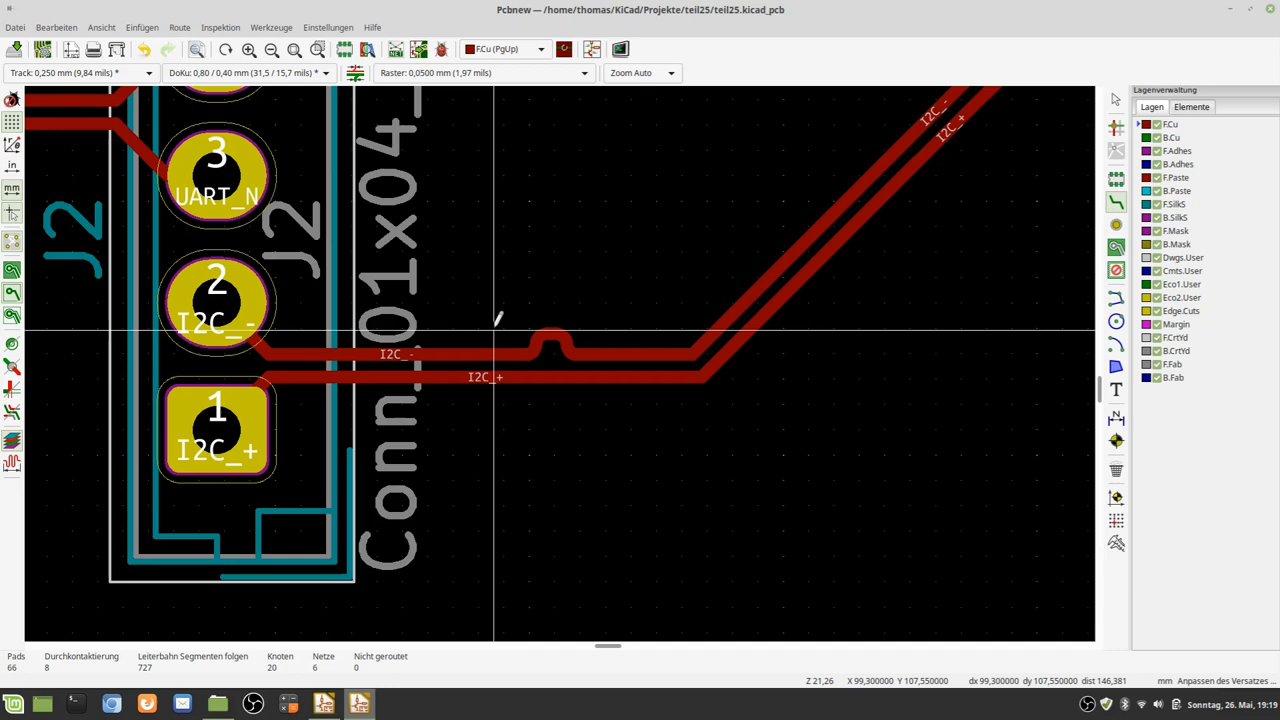 Pcbnew — /home/thomas/KiCad/Projekte/teil25/teil25.kicad_pcb
Datei Bearbeiten Ansicht Einfügen Route Inspektion Werkzeuge Einstellungen Hilfe
NET
F.Cu (PgUp)
Track: 0,250 mm (9,84 mils) *
DoKu: 0,80 / 0,40 mm (31,5 / 15,7 mils) *
Raster: 0,0500 mm (1,97 mils)
Zoom Auto
in
mm
3
UART_N
J2
J2
2
I2C_-
1
I2C_+
Conn_01x04_
I2C_-
I2C_+
I2C_-
I2C_+
T
N
Lagenverwaltung
Lagen Elemente
F.Cu
B.Cu
F.Adhes
B.Adhes
F.Paste
B.Paste
F.SilkS
B.SilkS
F.Mask
B.Mask
Dwgs.User
Cmts.User
Eco1.User
Eco2.User
Edge.Cuts
Margin
F.CrtYd
B.CrtYd
F.Fab
B.Fab
Pads Durchkontaktierung Leiterbahn Segmenten folgen Knoten Netze Nicht geroutet
66 8 727 20 6 0
Z 21,26 X 99,300000 Y 107,550000 dx 99,300000 dy 107,550000 dist 146,381 mm Anpassen des Versatzes ...
Sonntag, 26. Mai, 19:19